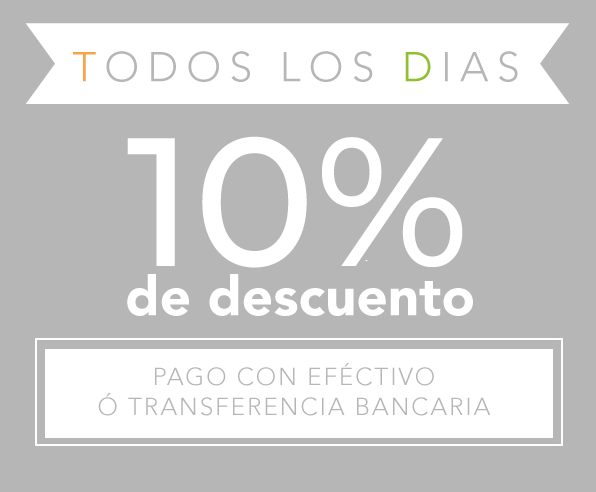 TODOS LOS DIAS
10%
de descuento
PAGO CON EFÉCTIVO
Ó TRANSFERENCIA BANCARIA